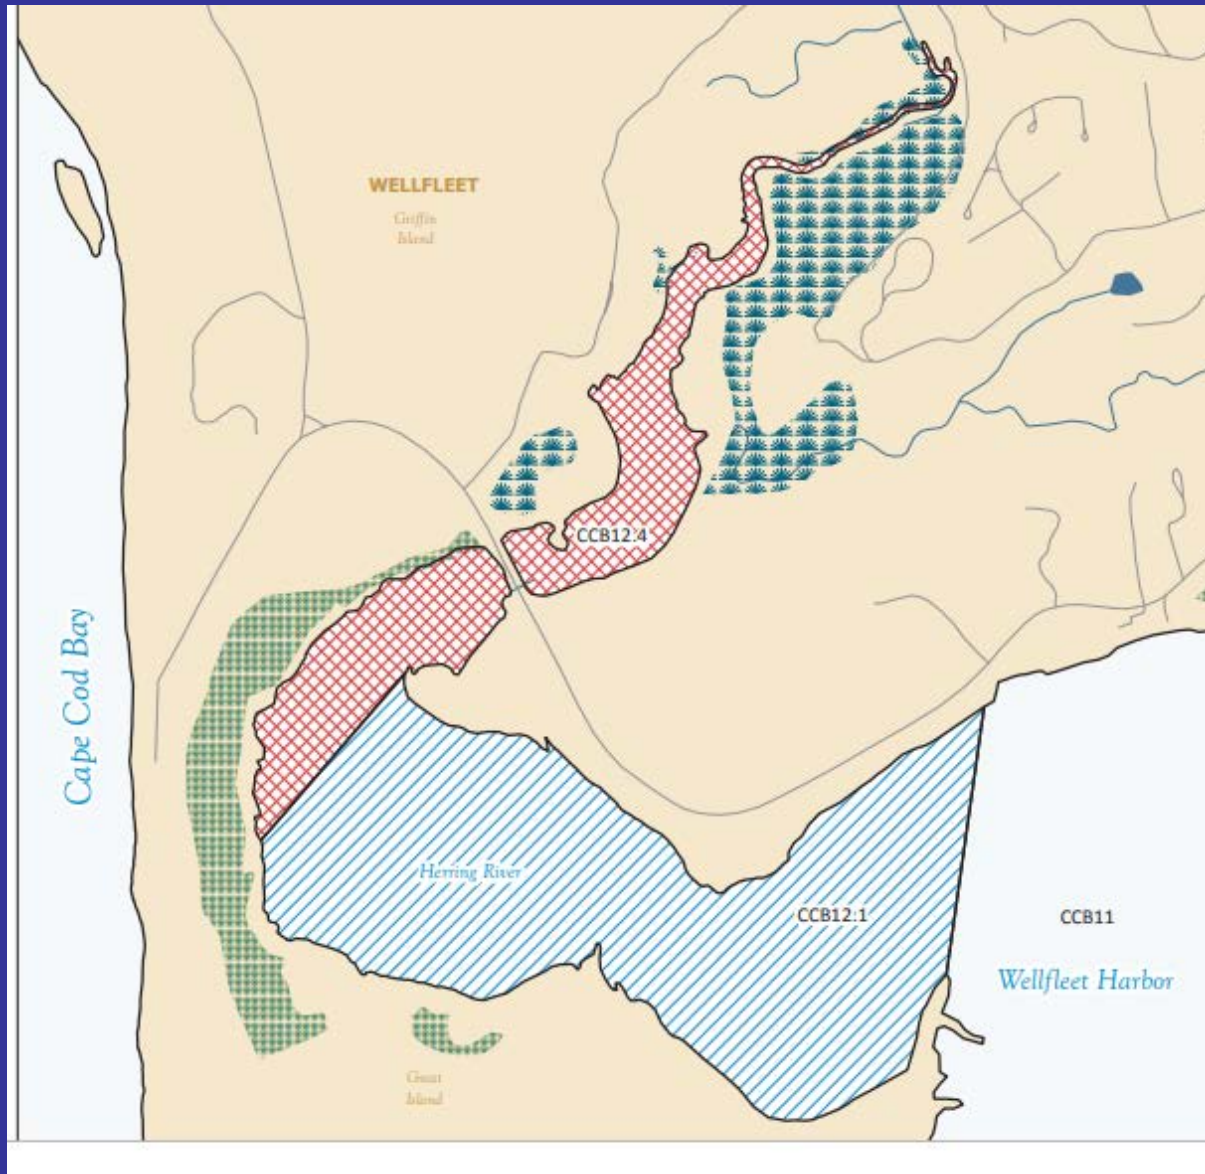 WELLFLEET
Griffin
Island
CCB12.4
Cape Cod Bay
Herring River
CCB12.1
CCB11
Wellfleet Harbor
Great
Island